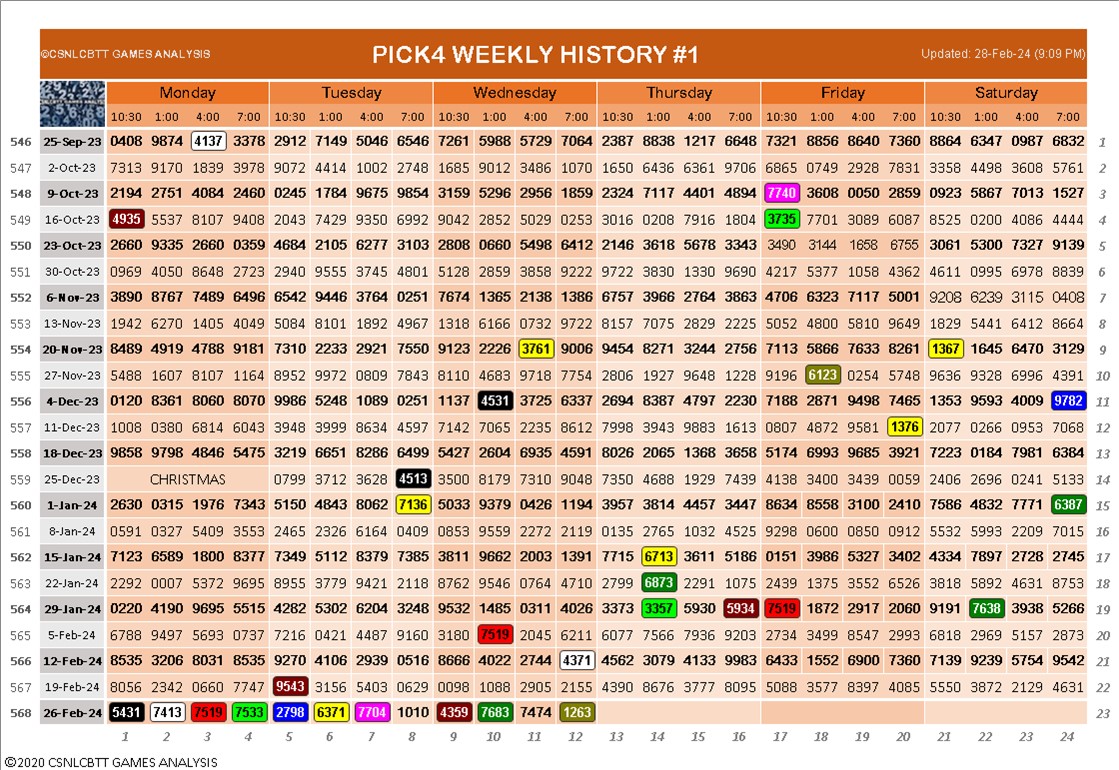 ©CSNLCBTT GAMES ANALYSIS PICK4 WEEKLY HISTORY #1 Updated: 28-Feb-24 (9:09 PM)
Monday Tuesday Wednesday Thursday Friday Saturday
10:30 1:00 4:00 7:00 10:30 1:00 4:00 8:00 10:30 1:00 4:00 7:00 10:30 1:00 4:00 7:00 10:30 1:00 4:00 7:00 10:30 1:00 4:00 7:00
546 25-Sep-23 0408 9874 4137 3378 2912 7149 5046 6546 7261 5988 5729 7064 2387 8838 1217 6648 7321 8856 8640 7360 8864 6347 0987 6832 1
547 2-Oct-23 7313 9170 1839 3978 9072 4414 1002 2748 1685 9012 3486 1070 1650 6436 6361 9706 6865 0749 2928 7831 3358 4498 3608 5761 2
548 9-Oct-23 2194 2751 4084 2460 0245 1784 9675 9854 3159 5296 2956 1859 2324 7117 4401 4894 7740 3608 0050 2859 0923 5867 7013 1527 3
549 16-Oct-23 4935 5537 8107 9408 2043 7429 9350 6992 9042 2852 5029 0253 3016 0208 7916 1804 3735 7701 3089 6087 8525 0200 4086 4444 4
550 23-Oct-23 2660 9335 2660 0359 4684 2105 6277 3103 2808 0660 5498 6412 2146 3618 5678 3343 3490 3144 1658 6755 3061 5300 7327 9139 5
551 30-Oct-23 0969 4050 8648 2723 2940 9555 3745 4801 5128 2859 3858 9222 9722 3830 1330 9690 4217 5377 1058 4362 4611 0995 6978 8839 6
552 6-Nov-23 3890 8767 7489 6496 6542 9446 3764 0251 7674 1365 2138 1386 6757 3966 2764 3863 4706 6323 7117 5001 9208 6239 3115 0408 7
553 13-Nov-23 1942 6270 1405 4049 5084 8101 1892 4967 1318 6166 0732 9722 8157 7075 2829 2225 5052 4800 5810 9649 1829 5441 6412 8664 8
554 20-Nov-23 8489 4919 4788 9181 7310 2233 2921 7550 9123 2226 3761 9006 9454 8271 3244 2756 7113 5866 7633 8261 1367 1645 6470 3129 9
555 27-Nov-23 5488 1607 8107 1164 8952 9972 0809 7843 8110 4683 9718 7754 2806 1927 9648 1228 9196 6123 0254 5748 9636 9328 6996 4391 10
556 4-Dec-23 0120 8361 8060 8070 9986 5248 1089 0251 1137 4531 3725 6337 2694 8387 4797 2230 7188 2871 9498 7465 1353 9593 4009 9782 11
557 11-Dec-23 1008 0380 6814 6043 3948 3999 8634 4597 7142 7065 2235 8612 7998 3943 9883 1613 0807 4872 9581 1376 2077 0266 0953 7068 12
558 18-Dec-23 9858 9798 4846 5475 3219 6651 8286 6499 5427 2604 6935 4591 8026 2065 1368 3658 5174 6993 9685 3921 7223 0184 7981 6384 13
559 25-Dec-23 CHRISTMAS 0799 3712 3628 4513 3500 8179 7310 9048 7350 4688 1929 7439 4138 3400 3439 0059 2406 2696 0241 5133 14
560 1-Jan-24 2630 0315 1976 7343 5150 4843 8062 7136 5033 9379 0426 1194 3957 3814 4457 3447 8634 8558 3100 2410 7586 4832 7771 6387 15
561 8-Jan-24 0591 0327 5409 3553 2465 2326 6164 0409 0853 9559 2272 2119 0135 2765 1032 4525 9298 0600 0850 0912 5532 5993 2209 7015 16
562 15-Jan-24 7123 6589 1800 8377 7349 5112 8379 7385 3811 9662 2003 1391 7715 6713 3611 5186 0151 3986 5327 3402 4334 7897 2728 2745 17
563 22-Jan-24 2292 0007 5372 9695 8955 3779 9421 2118 8762 9546 0764 4710 2799 6873 2291 1075 2439 1375 3552 6526 3818 5892 4631 8753 18
564 29-Jan-24 0220 4190 9695 5515 4282 5302 6204 3248 9532 1485 0311 4026 3373 3357 5930 5934 7519 1872 2917 2060 9191 7638 3938 5266 19
565 5-Feb-24 6788 9497 5693 0737 7216 0421 4487 9160 3180 7519 2045 6211 6077 7566 7936 9203 2734 3499 8547 2993 6818 2969 5157 2873 20
566 12-Feb-24 8535 3206 8031 8535 9270 4106 2939 0516 8666 4022 2744 4371 4562 3079 4133 9983 6433 1552 6900 7360 7139 9239 5754 9542 21
567 19-Feb-24 8056 2342 0660 7747 9543 3156 5403 0629 0098 1088 2905 2155 4390 8676 3777 8095 5088 3577 8397 4085 5550 3872 2129 4631 22
568 26-Feb-24 5431 7413 7519 7533 2798 6371 7704 1010 4359 7683 7474 1263 23
1 2 3 4 5 6 7 8 9 10 11 12 13 14 15 16 17 18 19 20 21 22 23 24
©2020 CSNLCBTT GAMES ANALYSIS